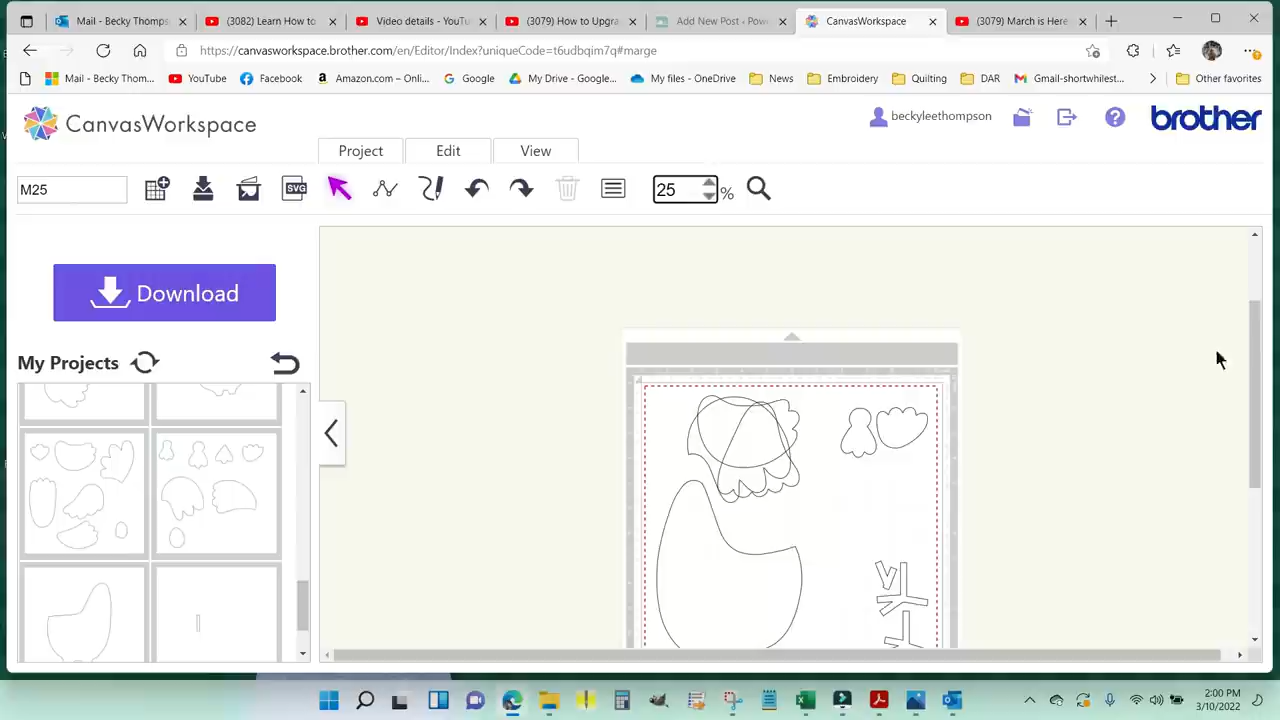 Mail - Becky Thomps
(3082) Learn How to
Video details - YouTu
(3079) How to Upgra
Add New Post ‹ Pow
CanvasWorkspace
(3079) March is Here
https://canvasworkspace.brother.com/en/Editor/Index?uniqueCode=t6udbqim7q#marge
Mail - Becky Thom...
YouTube
Facebook
Amazon.com – Onli...
Google
My Drive - Google...
My files - OneDrive
News
Embroidery
Quilting
DAR
Gmail-shortwhilest...
Other favorites
CanvasWorkspace
beckyleethompson
brother
Project
Edit
View
M25
SVG
25 %
Download
My Projects
2:00 PM
3/10/2022